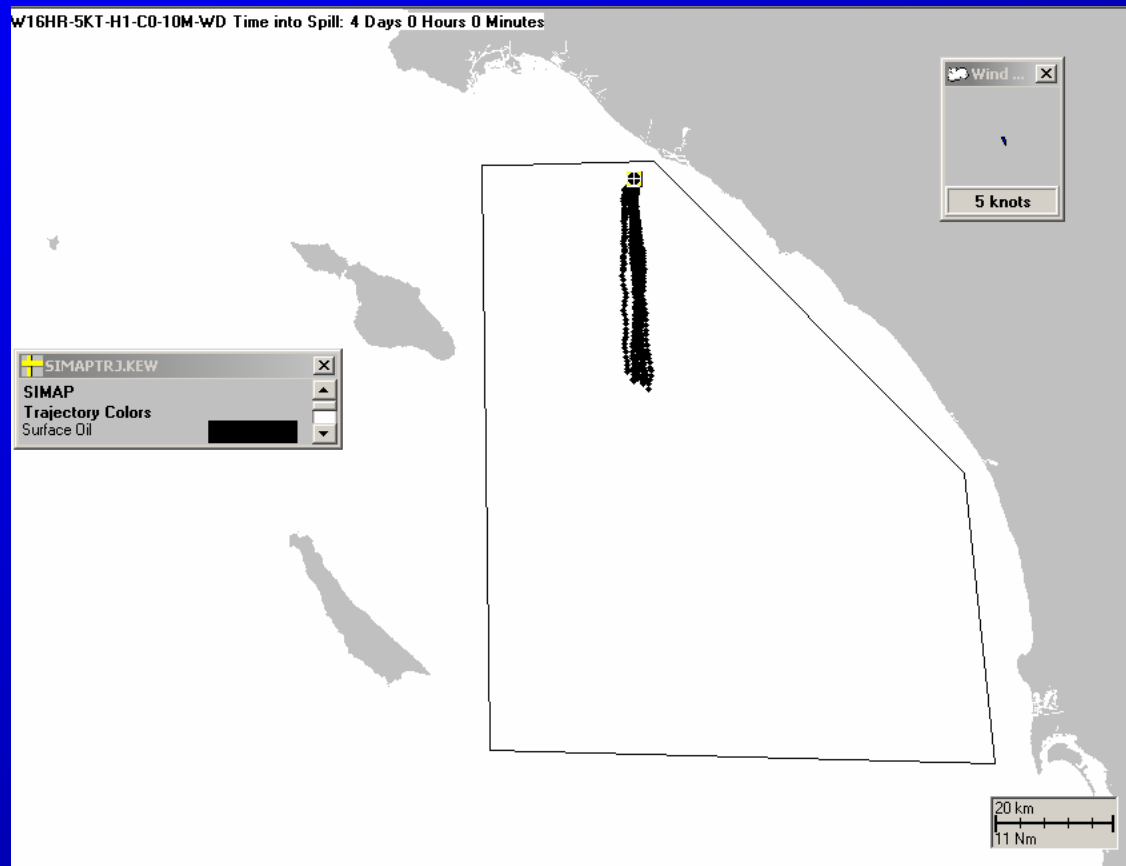 W16HR-5KT-H1-C0-10M-WD Time into Spill: 4 Days 0 Hours 0 Minutes
Wind ...
5 knots
SIMAPTRJ.KEW
SIMAP
Trajectory Colors
Surface Oil
20 km
11 Nm